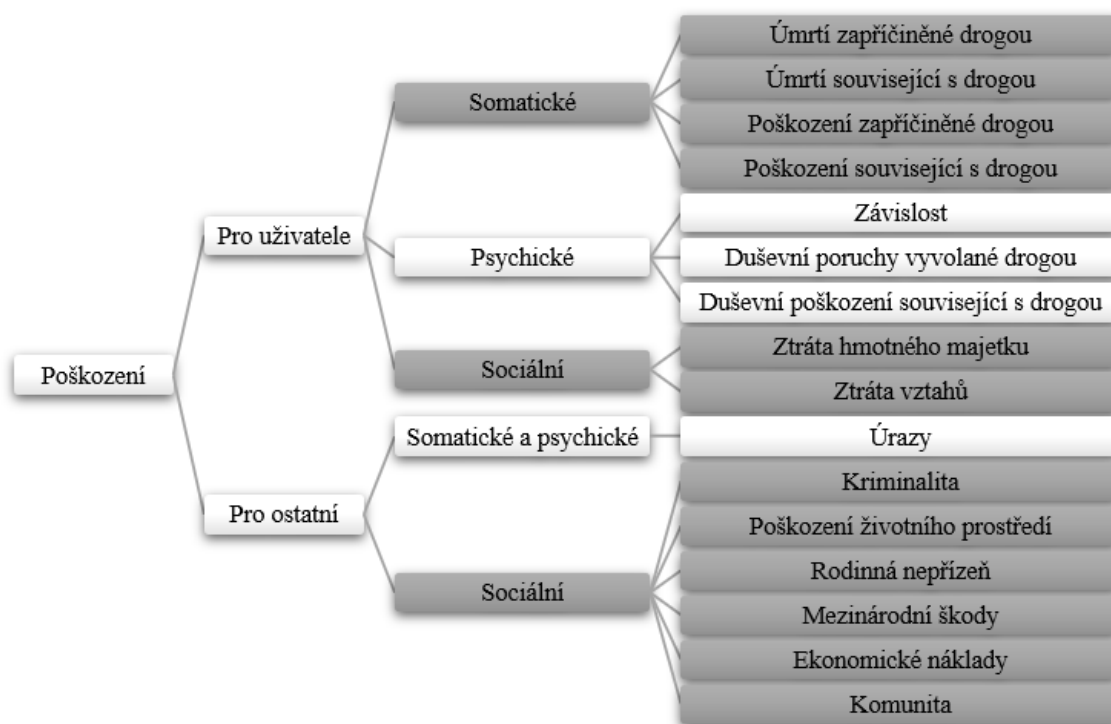 Poškození
Pro uživatele
Somatické
Úmrtí zapříčiněné drogou
Úmrtí související s drogou
Poškození zapříčiněné drogou
Poškození související s drogou
Psychické
Závislost
Duševní poruchy vyvolané drogou
Duševní poškození související s drogou
Sociální
Ztráta hmotného majetku
Ztráta vztahů
Pro ostatní
Somatické a psychické
Úrazy
Sociální
Kriminalita
Poškození životního prostředí
Rodinná nepřízeň
Mezinárodní škody
Ekonomické náklady
Komunita